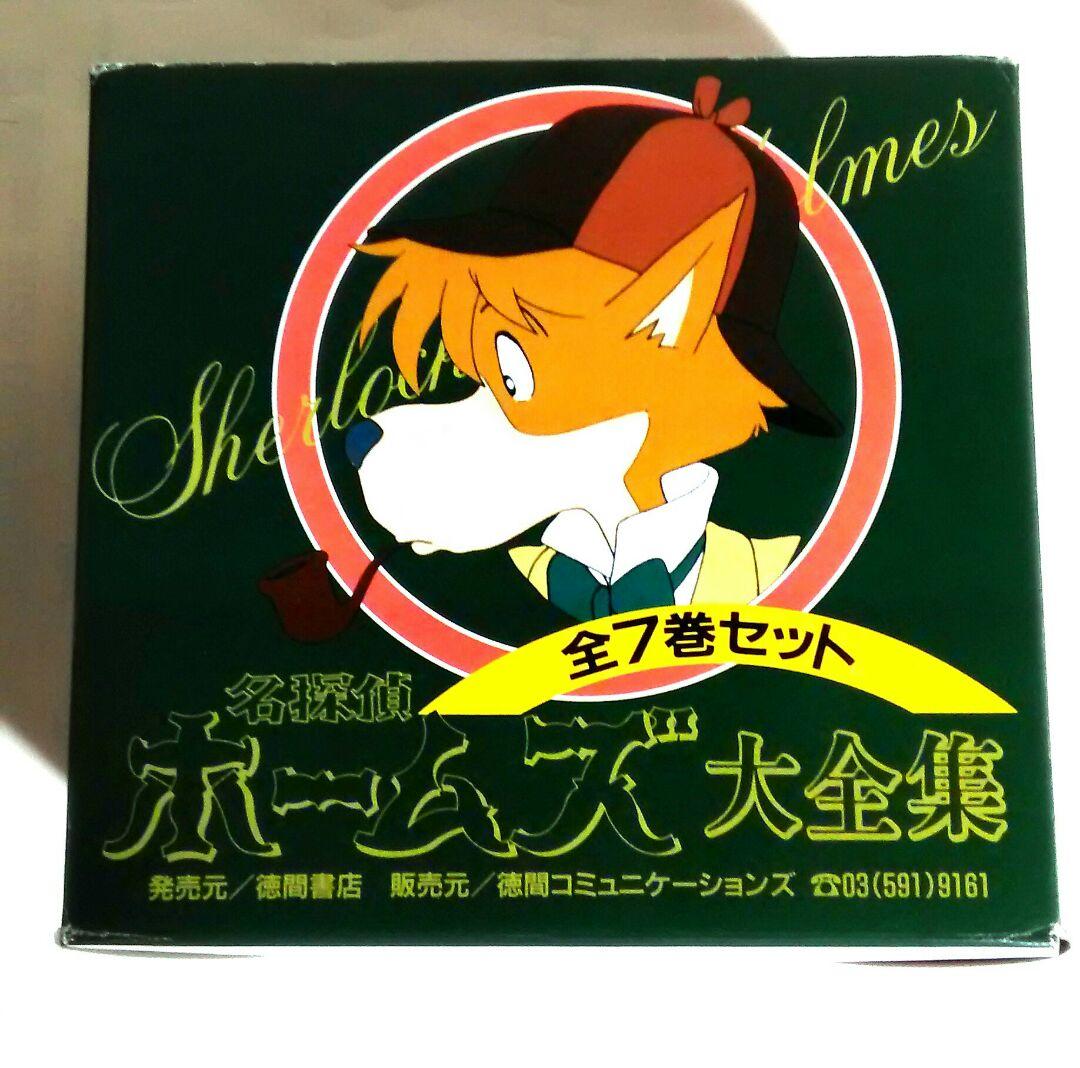 Sherlock Holmes
全7巻セット
名探偵
ホームズ大全集
発売元/徳間書店 販売元/徳間コミュニケーションズ ☎03(591)9161